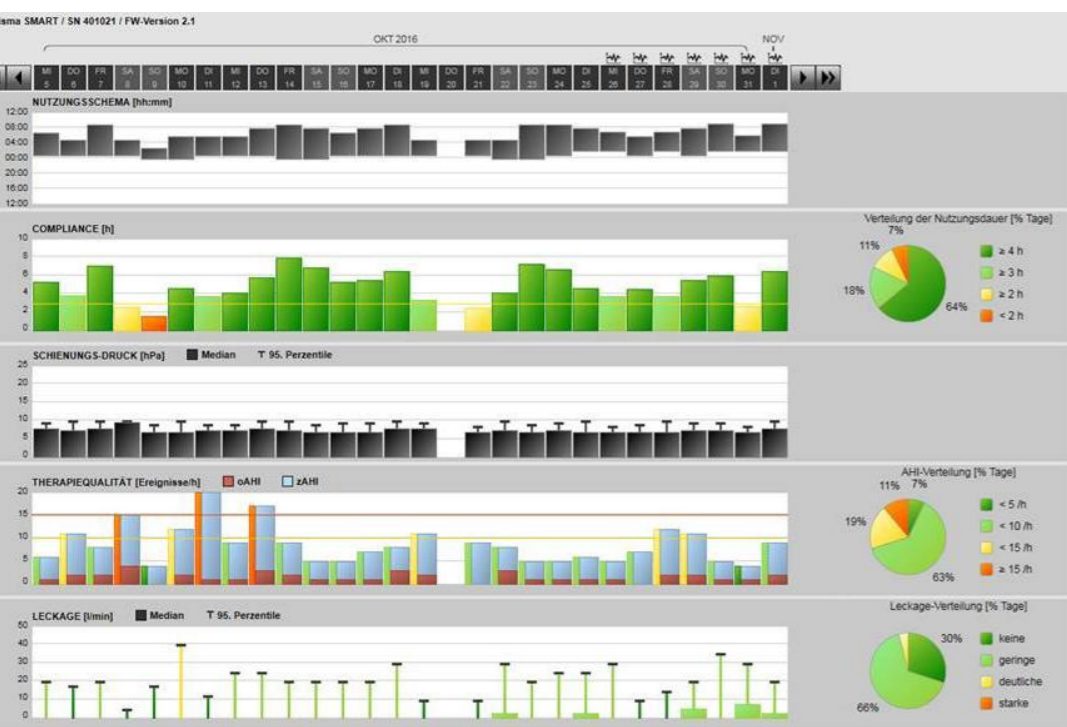 isma SMART / SN 401021 / FW-Version 2.1
OKT 2016 NOV
MI DO FR SA SO MO DI MI DO FR SA SO MO DI MI DO FR SA SO MO DI MI DO FR SA SO MO DI
5 6 7 8 9 10 11 12 13 14 15 16 17 18 19 20 21 22 23 24 25 26 27 28 29 30 31 1
NUTZUNGSSCHEMA [hh:mm]
12:00
08:00
04:00
00:00
20:00
16:00
12:00
COMPLIANCE [h]
10
8
6
4
2
0
Verteilung der Nutzungsdauer [% Tage]
7%
11%
18%
64%
≥ 4 h
≥ 3 h
≥ 2 h
< 2 h
SCHIENUNGS-DRUCK [hPa] Median 95. Perzentile
25
20
15
10
5
0
THERAPIEQUALITÄT [Ereignisse/h] oAHI zAHI
20
15
10
5
0
AHI-Verteilung [% Tage]
11% 7%
19%
63%
< 5 /h
< 10 /h
< 15 /h
≥ 15 /h
LECKAGE [l/min] Median 95. Perzentile
50
40
30
20
10
0
Leckage-Verteilung [% Tage]
30%
66%
keine
geringe
deutliche
starke